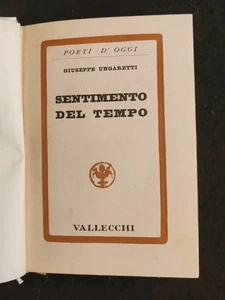 POETI D'OGGI
GIUSEPPE UNGARETTI
SENTIMENTO
DEL TEMPO
VALLECCHI